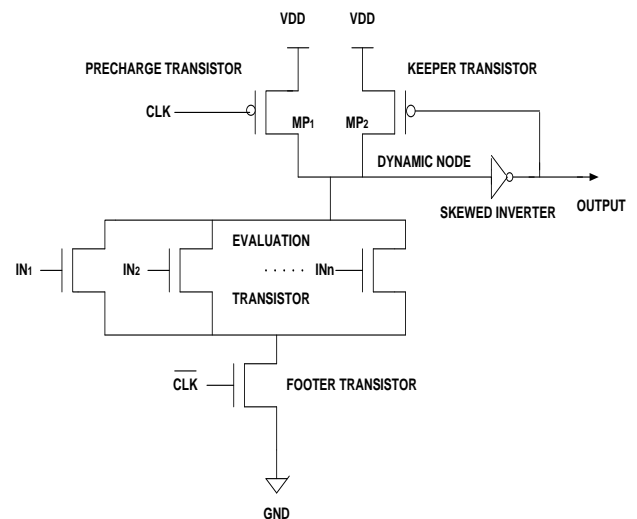 VDD VDD
PRECHARGE TRANSISTOR KEEPER TRANSISTOR
CLK
MP1 MP2
DYNAMIC NODE
SKEWED INVERTER OUTPUT
EVALUATION
IN1 IN2 ..... INn
TRANSISTOR
C̅L̅K̅ FOOTER TRANSISTOR
GND